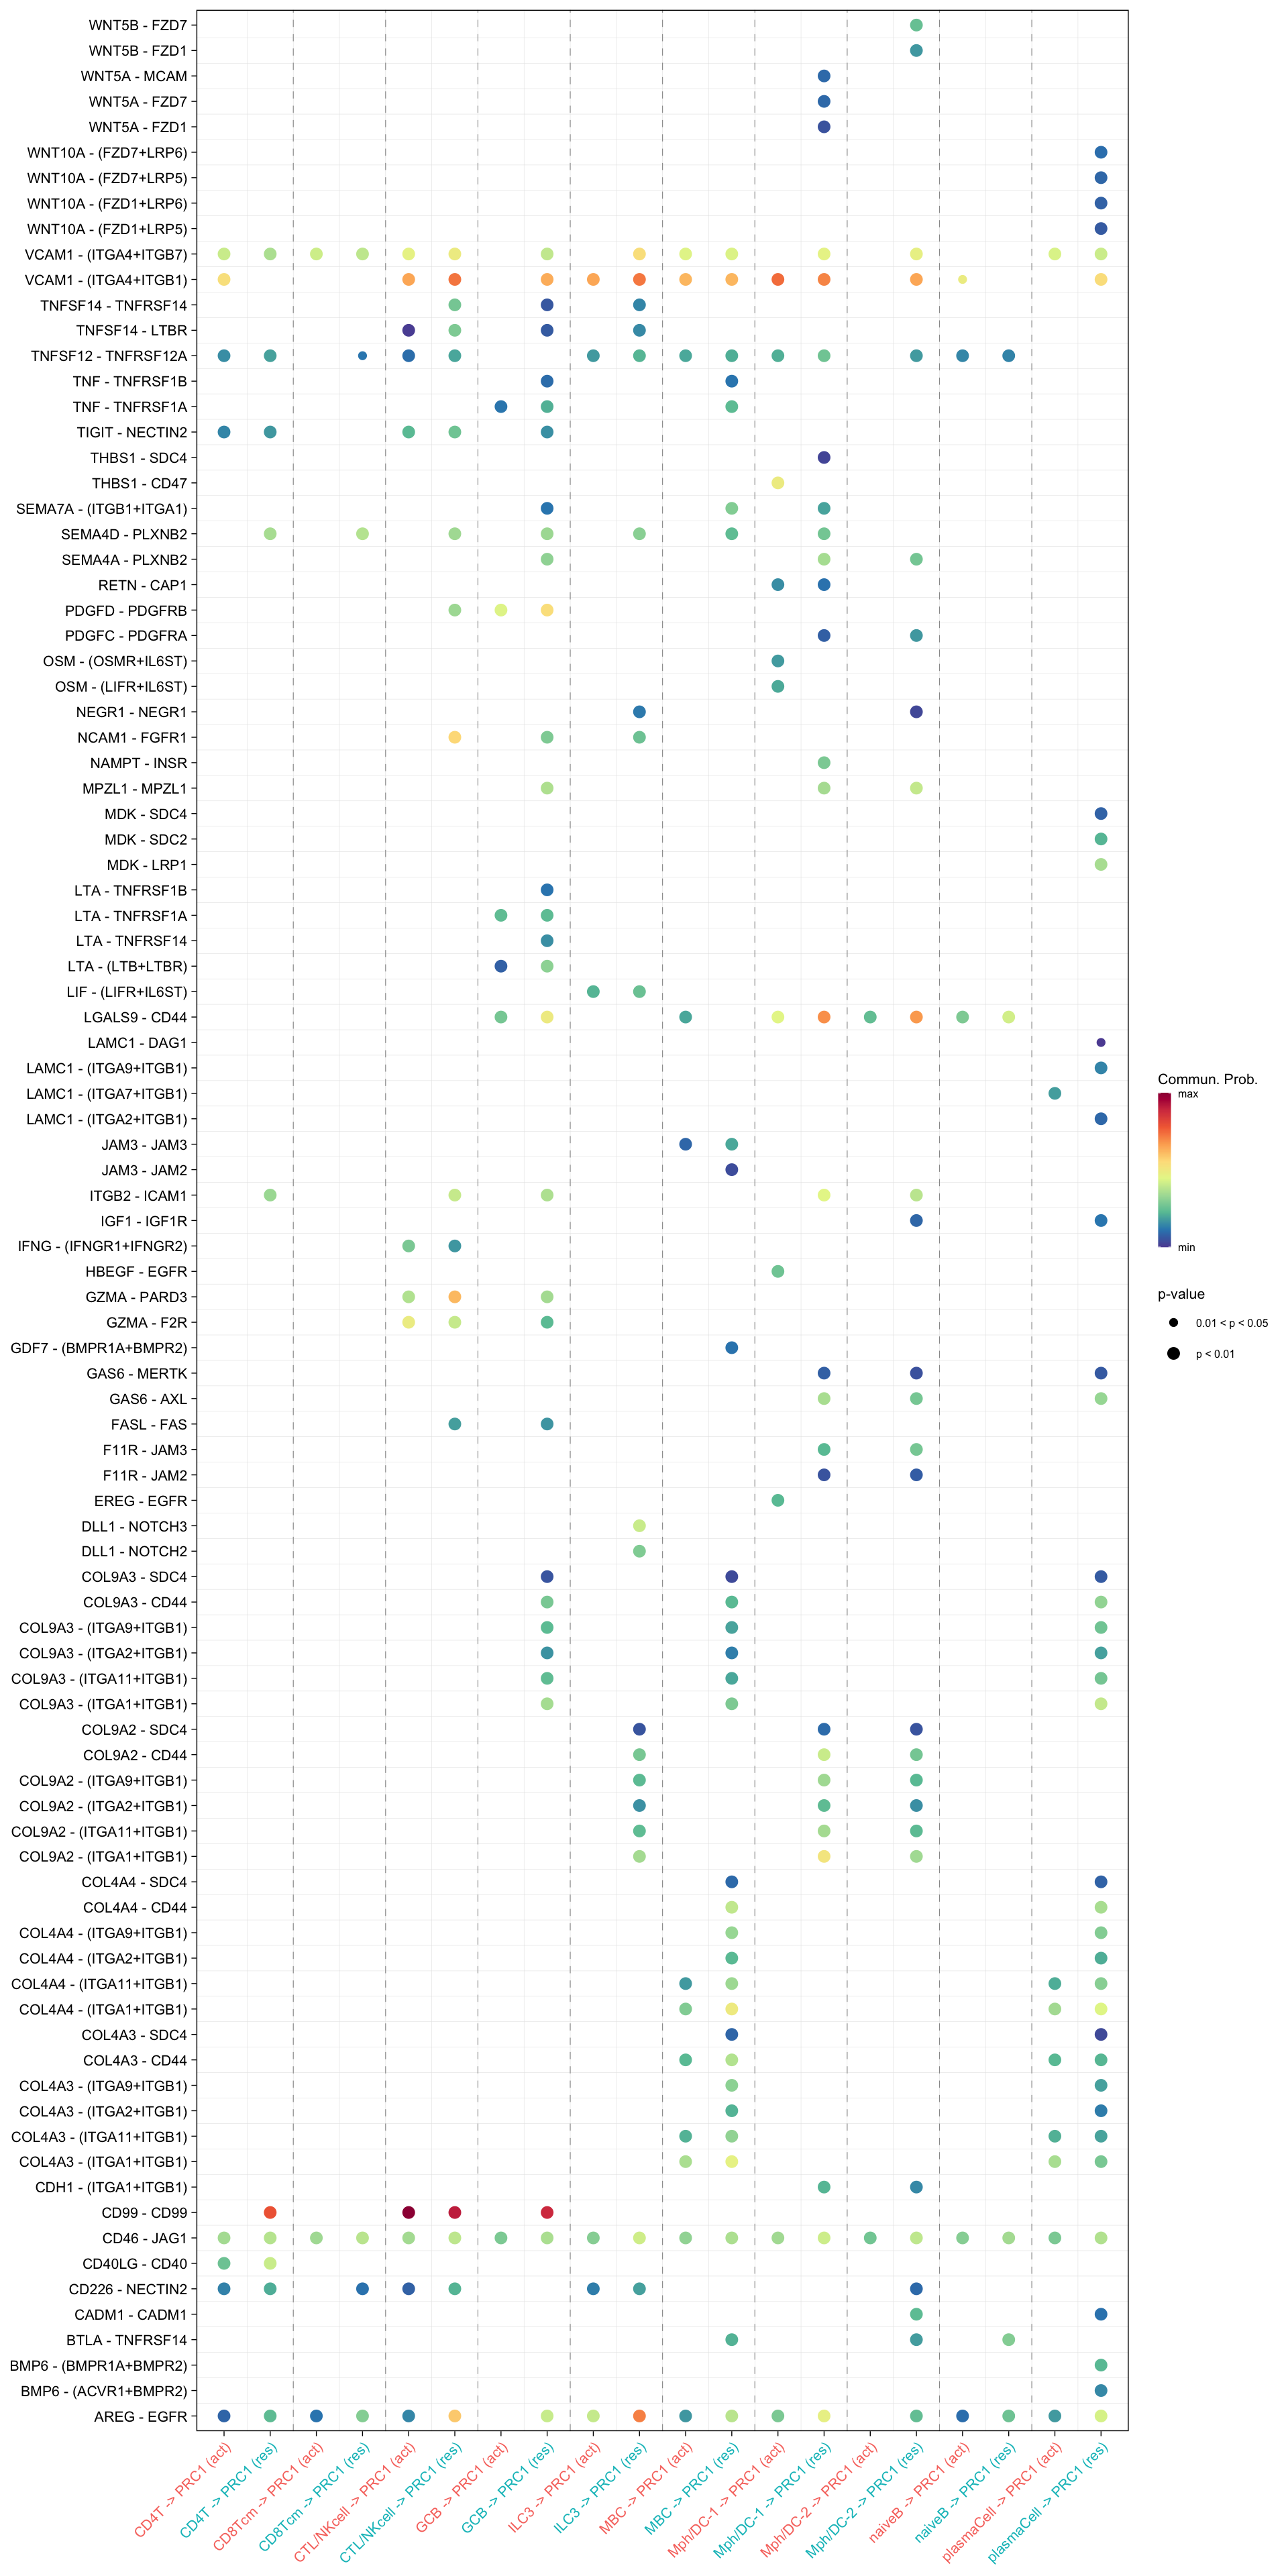 WNT5B - FZD7
WNT5B - FZD1
WNT5A - MCAM
WNT5A - FZD7
WNT5A - FZD1
WNT10A - (FZD7+LRP6)
WNT10A - (FZD7+LRP5)
WNT10A - (FZD1+LRP6)
WNT10A - (FZD1+LRP5)
VCAM1 - (ITGA4+ITGB7)
VCAM1 - (ITGA4+ITGB1)
TNFSF14 - TNFRSF14
TNFSF14 - LTBR
TNFSF12 - TNFRSF12A
TNF - TNFRSF1B
TNF - TNFRSF1A
TIGIT - NECTIN2
THBS1 - SDC4
THBS1 - CD47
SEMA7A - (ITGB1+ITGA1)
SEMA4D - PLXNB2
SEMA4A - PLXNB2
RETN - CAP1
PDGFD - PDGFRB
PDGFC - PDGFRA
OSM - (OSMR+IL6ST)
OSM - (LIFR+IL6ST)
NEGR1 - NEGR1
NCAM1 - FGFR1
NAMPT - INSR
MPZL1 - MPZL1
MDK - SDC4
MDK - SDC2
MDK - LRP1
LTA - TNFRSF1B
LTA - TNFRSF1A
LTA - TNFRSF14
LTA - (LTB+LTBR)
LIF - (LIFR+IL6ST)
LGALS9 - CD44
LAMC1 - DAG1
LAMC1 - (ITGA9+ITGB1)
LAMC1 - (ITGA7+ITGB1)
LAMC1 - (ITGA2+ITGB1)
JAM3 - JAM3
JAM3 - JAM2
ITGB2 - ICAM1
IGF1 - IGF1R
IFNG - (IFNGR1+IFNGR2)
HBEGF - EGFR
GZMA - PARD3
GZMA - F2R
GDF7 - (BMPR1A+BMPR2)
GAS6 - MERTK
GAS6 - AXL
FASL - FAS
F11R - JAM3
F11R - JAM2
EREG - EGFR
DLL1 - NOTCH3
DLL1 - NOTCH2
COL9A3 - SDC4
COL9A3 - CD44
COL9A3 - (ITGA9+ITGB1)
COL9A3 - (ITGA2+ITGB1)
COL9A3 - (ITGA11+ITGB1)
COL9A3 - (ITGA1+ITGB1)
COL9A2 - SDC4
COL9A2 - CD44
COL9A2 - (ITGA9+ITGB1)
COL9A2 - (ITGA2+ITGB1)
COL9A2 - (ITGA11+ITGB1)
COL9A2 - (ITGA1+ITGB1)
COL4A4 - SDC4
COL4A4 - CD44
COL4A4 - (ITGA9+ITGB1)
COL4A4 - (ITGA2+ITGB1)
COL4A4 - (ITGA11+ITGB1)
COL4A4 - (ITGA1+ITGB1)
COL4A3 - SDC4
COL4A3 - CD44
COL4A3 - (ITGA9+ITGB1)
COL4A3 - (ITGA2+ITGB1)
COL4A3 - (ITGA11+ITGB1)
COL4A3 - (ITGA1+ITGB1)
CDH1 - (ITGA1+ITGB1)
CD99 - CD99
CD46 - JAG1
CD40LG - CD40
CD226 - NECTIN2
CADM1 - CADM1
BTLA - TNFRSF14
BMP6 - (BMPR1A+BMPR2)
BMP6 - (ACVR1+BMPR2)
AREG - EGFR
CD4T -> PRC1 (act)
CD4T -> PRC1 (res)
CD8Tcm -> PRC1 (act)
CD8Tcm -> PRC1 (res)
CTL/NKcell -> PRC1 (act)
CTL/NKcell -> PRC1 (res)
GCB -> PRC1 (act)
GCB -> PRC1 (res)
ILC3 -> PRC1 (act)
ILC3 -> PRC1 (res)
MBC -> PRC1 (act)
MBC -> PRC1 (res)
Mph/DC-1 -> PRC1 (act)
Mph/DC-1 -> PRC1 (res)
Mph/DC-2 -> PRC1 (act)
Mph/DC-2 -> PRC1 (res)
naiveB -> PRC1 (act)
naiveB -> PRC1 (res)
plasmaCell -> PRC1 (act)
plasmaCell -> PRC1 (res)
Commun. Prob.
max
min
p-value
0.01 < p < 0.05
p < 0.01